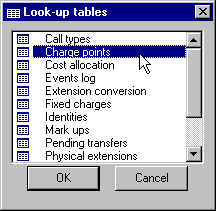 Look-up tables
Call types
Charge points
Cost allocation
Events log
Extension conversion
Fixed charges
Identities
Mark ups
Pending transfers
Physical extensions
OK
Cancel